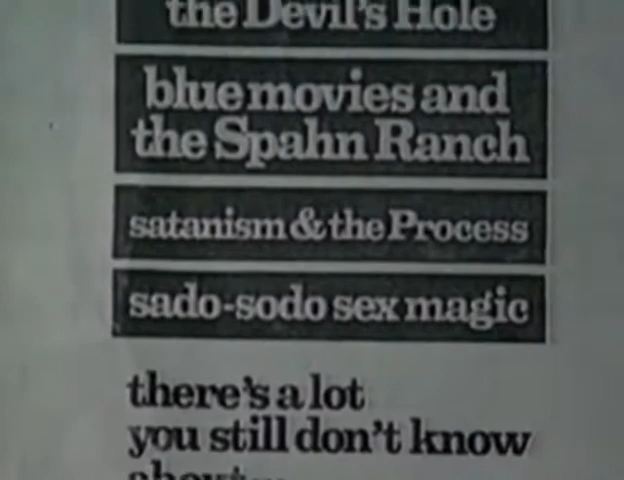 the Devil's Hole
blue movies and
the Spahn Ranch
satanism & the Process
sado-sodo sex magic
there's a lot
you still don't know
about